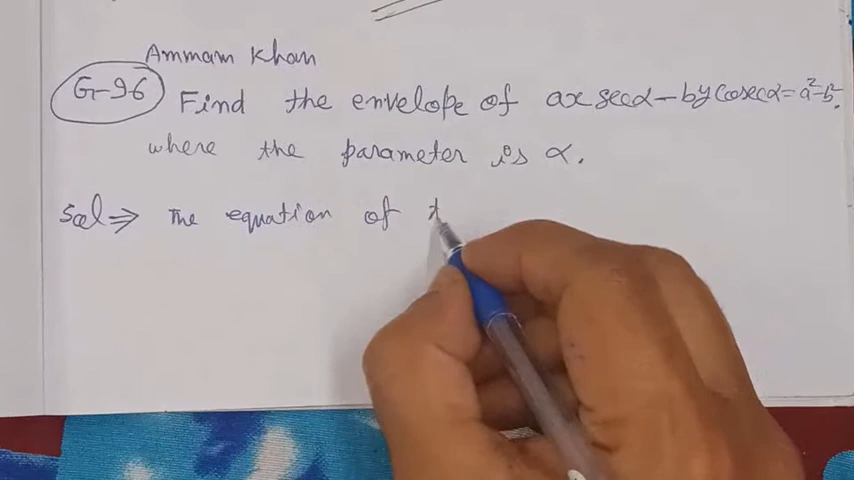 Ammam Khan
G-96 Find the envelope of ax secα - by Cosecα = a²-b².
where the parameter is α.
Sol ⇒ The equation of t